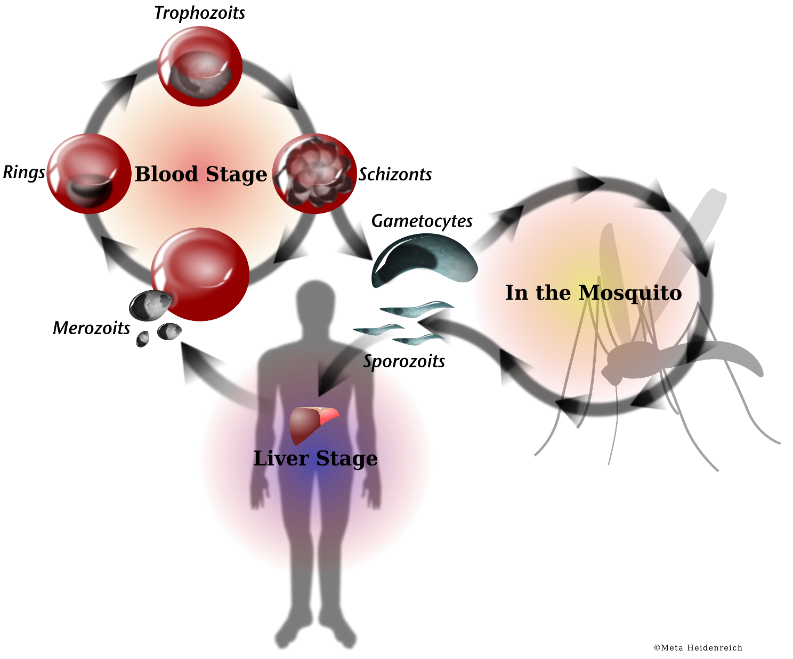 Trophozoits
Rings
Blood Stage
Schizonts
Gametocytes
In the Mosquito
Merozoits
Sporozoits
Liver Stage
©Meta Heidenreich